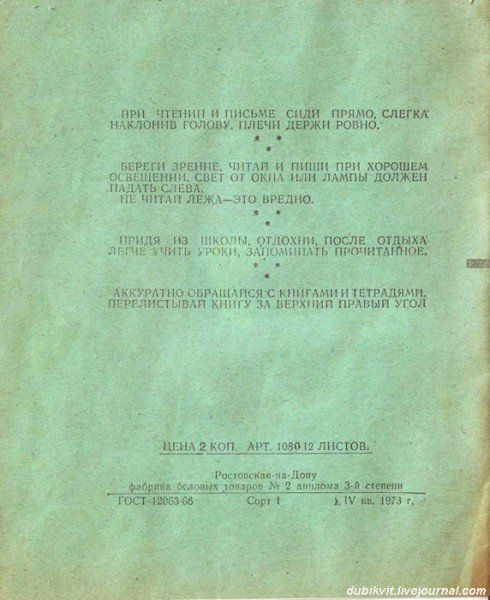 ПРИ ЧТЕНИИ И ПИСЬМЕ СИДИ ПРЯМО, СЛЕГКА
НАКЛОНИВ ГОЛОВУ, ПЛЕЧИ ДЕРЖИ РОВНО.
* * *
БЕРЕГИ ЗРЕНИЕ, ЧИТАЙ И ПИШИ ПРИ ХОРОШЕМ
ОСВЕЩЕНИИ. СВЕТ ОТ ОКНА ИЛИ ЛАМПЫ ДОЛЖЕН
ПАДАТЬ СЛЕВА.
НЕ ЧИТАЙ ЛЕЖА—ЭТО ВРЕДНО.
* * *
ПРИДЯ ИЗ ШКОЛЫ, ОТДОХНИ, ПОСЛЕ ОТДЫХА
ЛЕГЧЕ УЧИТЬ УРОКИ, ЗАПОМИНАТЬ ПРОЧИТАННОЕ.
* * *
АККУРАТНО ОБРАЩАЙСЯ С КНИГАМИ И ТЕТРАДЯМИ.
ПЕРЕЛИСТЫВАЙ КНИГУ ЗА ВЕРХНИЙ ПРАВЫЙ УГОЛ
ЦЕНА 2 КОП. АРТ. 1080 12 ЛИСТОВ.
Ростовская-на-Дону
фабрика беловых товаров № 2 диплома 3-й степени
ГОСТ 12063-66 Сорт 1 IV кв. 1973 г.
dubikvit.livejournal.com